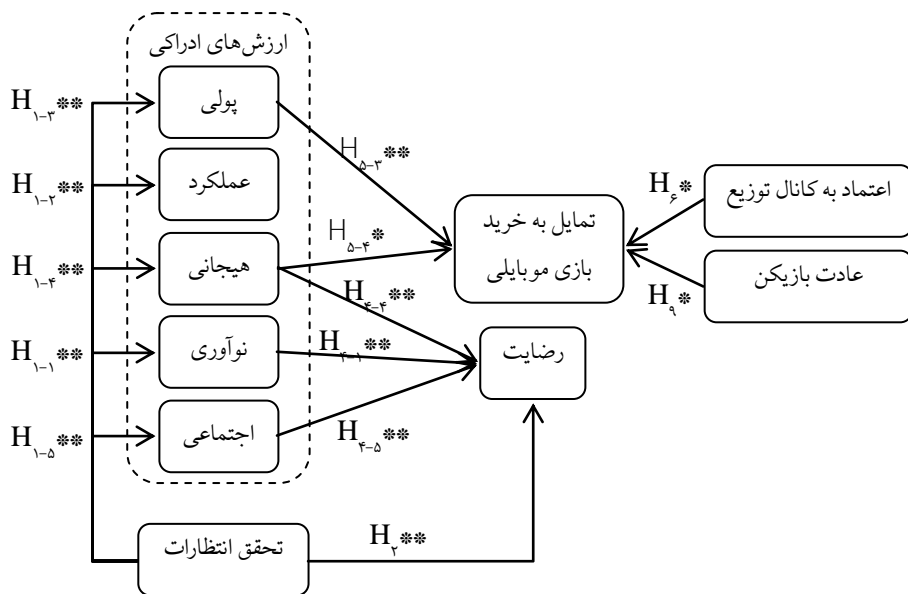 ارزش‌های ادراکی
پولی
H۱-۳**
H۵-۳**
عملکرد
H۱-۲**
اعتماد به کانال توزیع
H۶*
تمایل به خرید
بازی موبایلی
H۵-۴*
هیجانی
H۱-۴**
عادت بازیکن
H۹*
H۴-۴**
نوآوری
H۱-۱**
H۴-۱**
رضایت
اجتماعی
H۱-۵**
H۴-۵**
تحقق انتظارات
H۲**